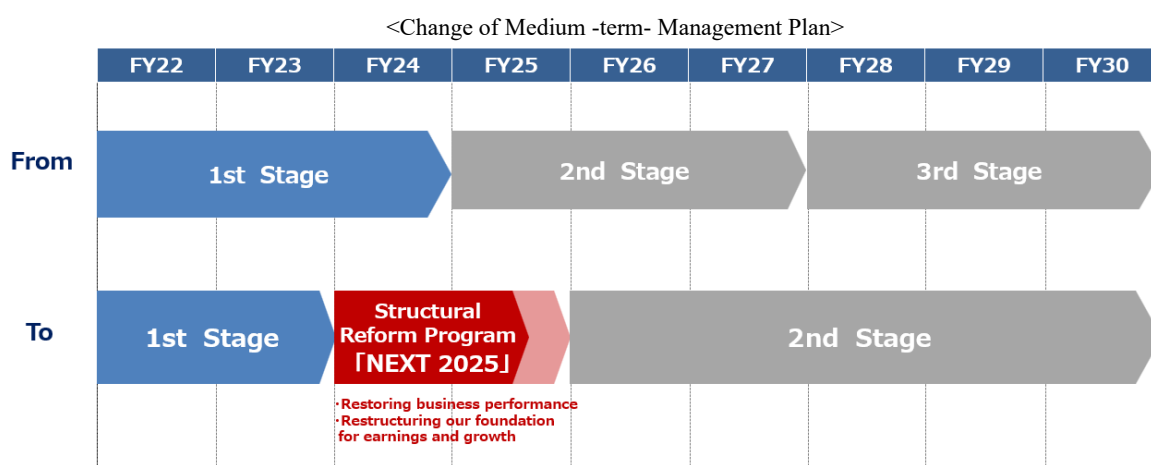 <Change of Medium -term- Management Plan>
FY22 FY23 FY24 FY25 FY26 FY27 FY28 FY29 FY30
From
1st Stage
2nd Stage
3rd Stage
To
1st Stage
Structural
Reform Program
「NEXT 2025」
2nd Stage
・Restoring business performance
・Restructuring our foundation
for earnings and growth